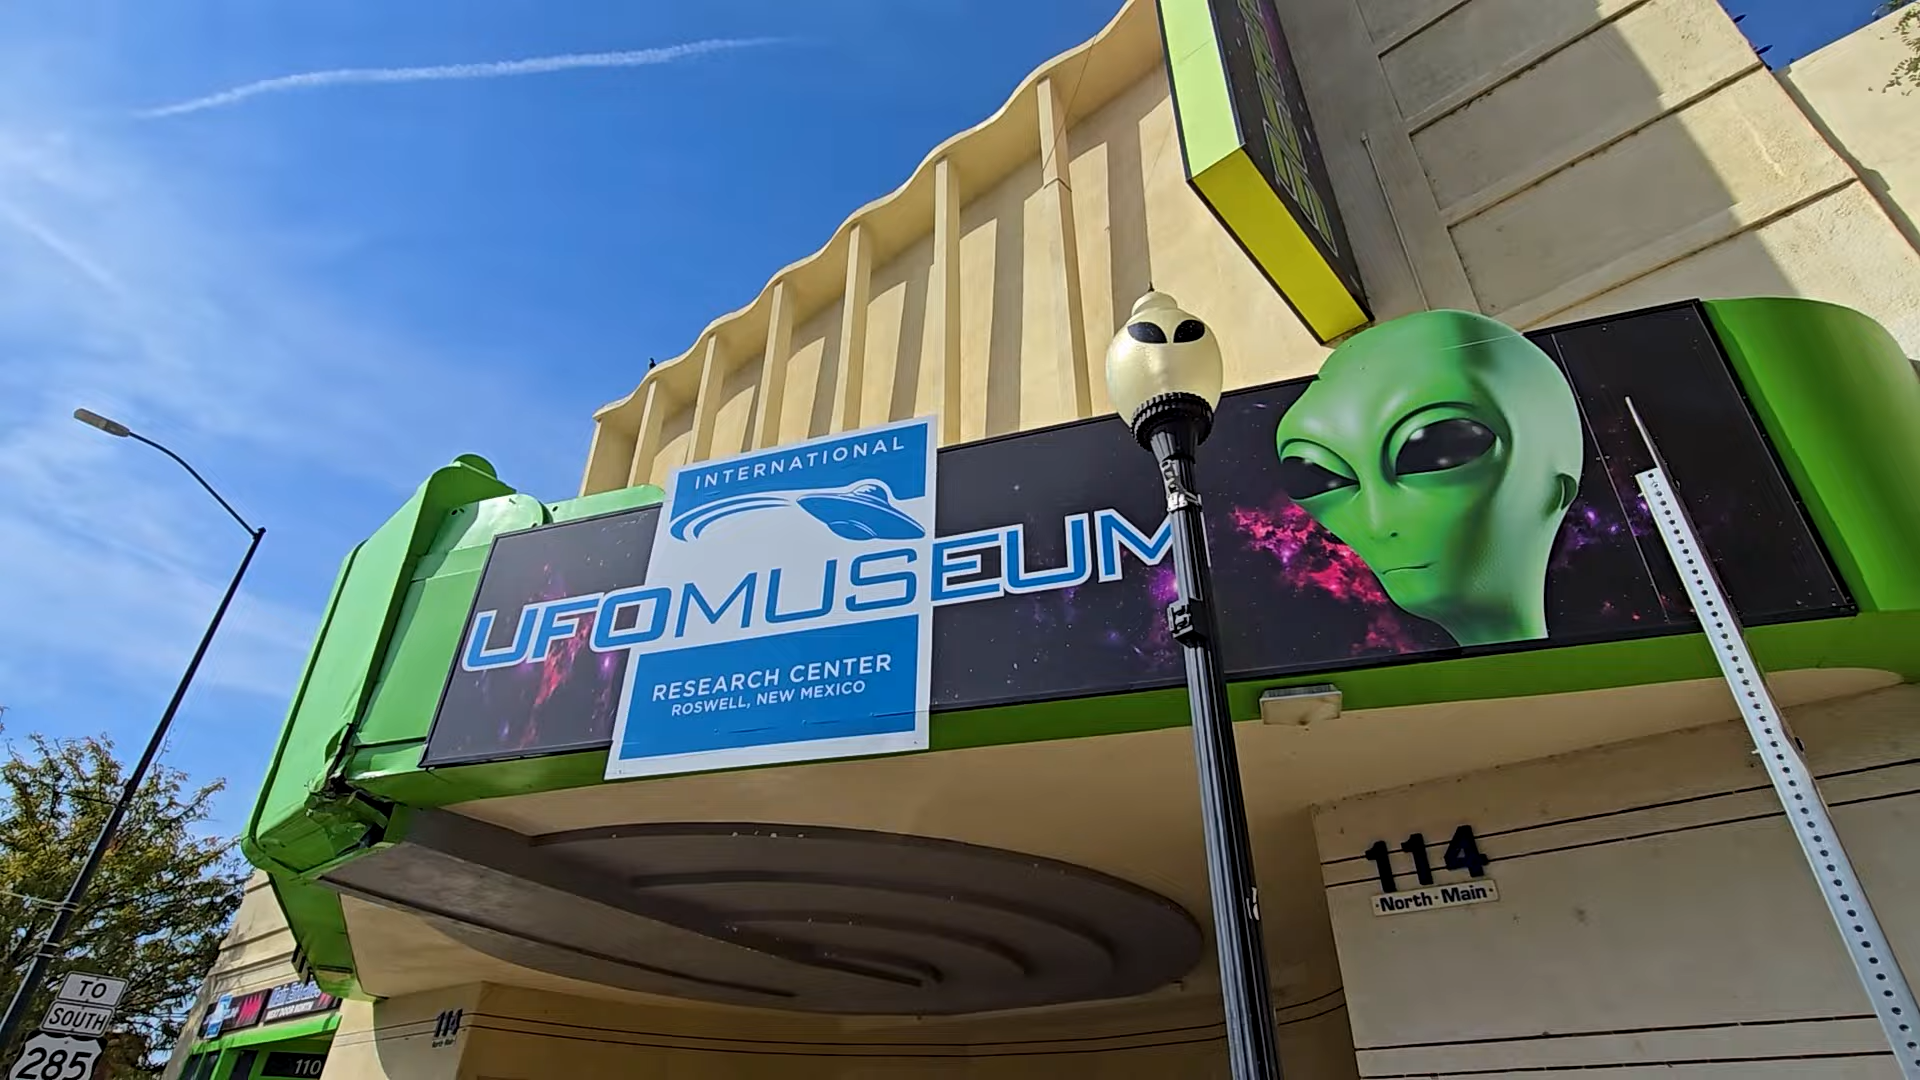 INTERNATIONAL
UFOMUSEUM
RESEARCH CENTER
ROSWELL, NEW MEXICO
114
North Main
114
110
TO
SOUTH
285